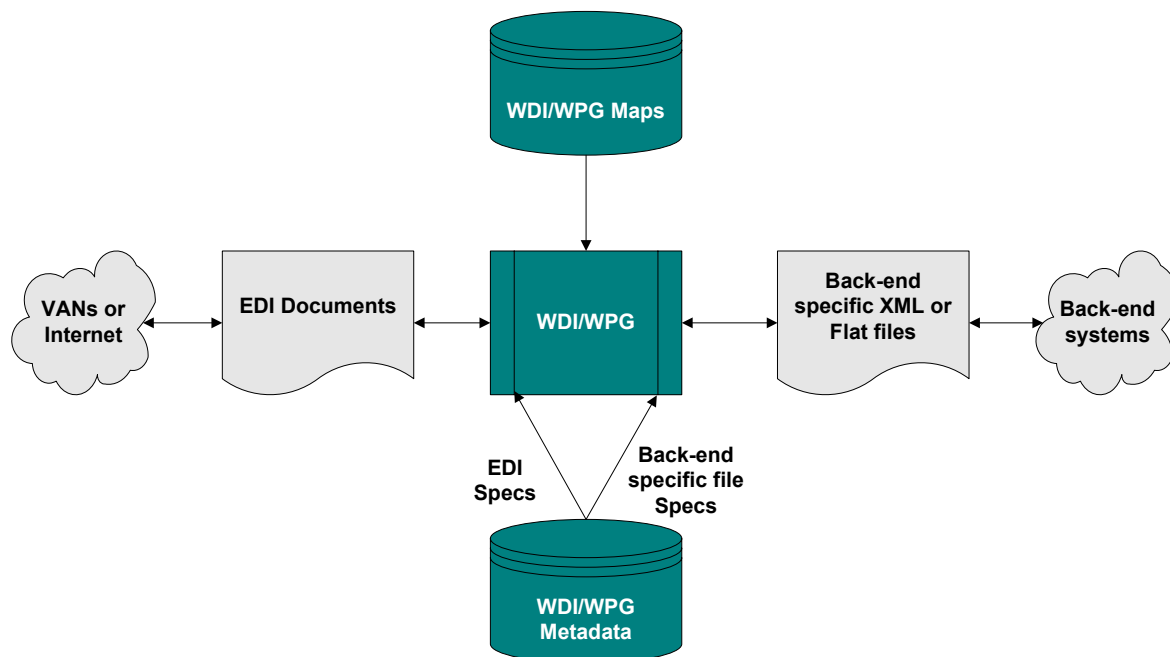 WDI/WPG Maps
VANs or
Internet
EDI Documents
WDI/WPG
Back-end
specific XML or
Flat files
Back-end
systems
EDI
Specs
Back-end
specific file
Specs
WDI/WPG
Metadata